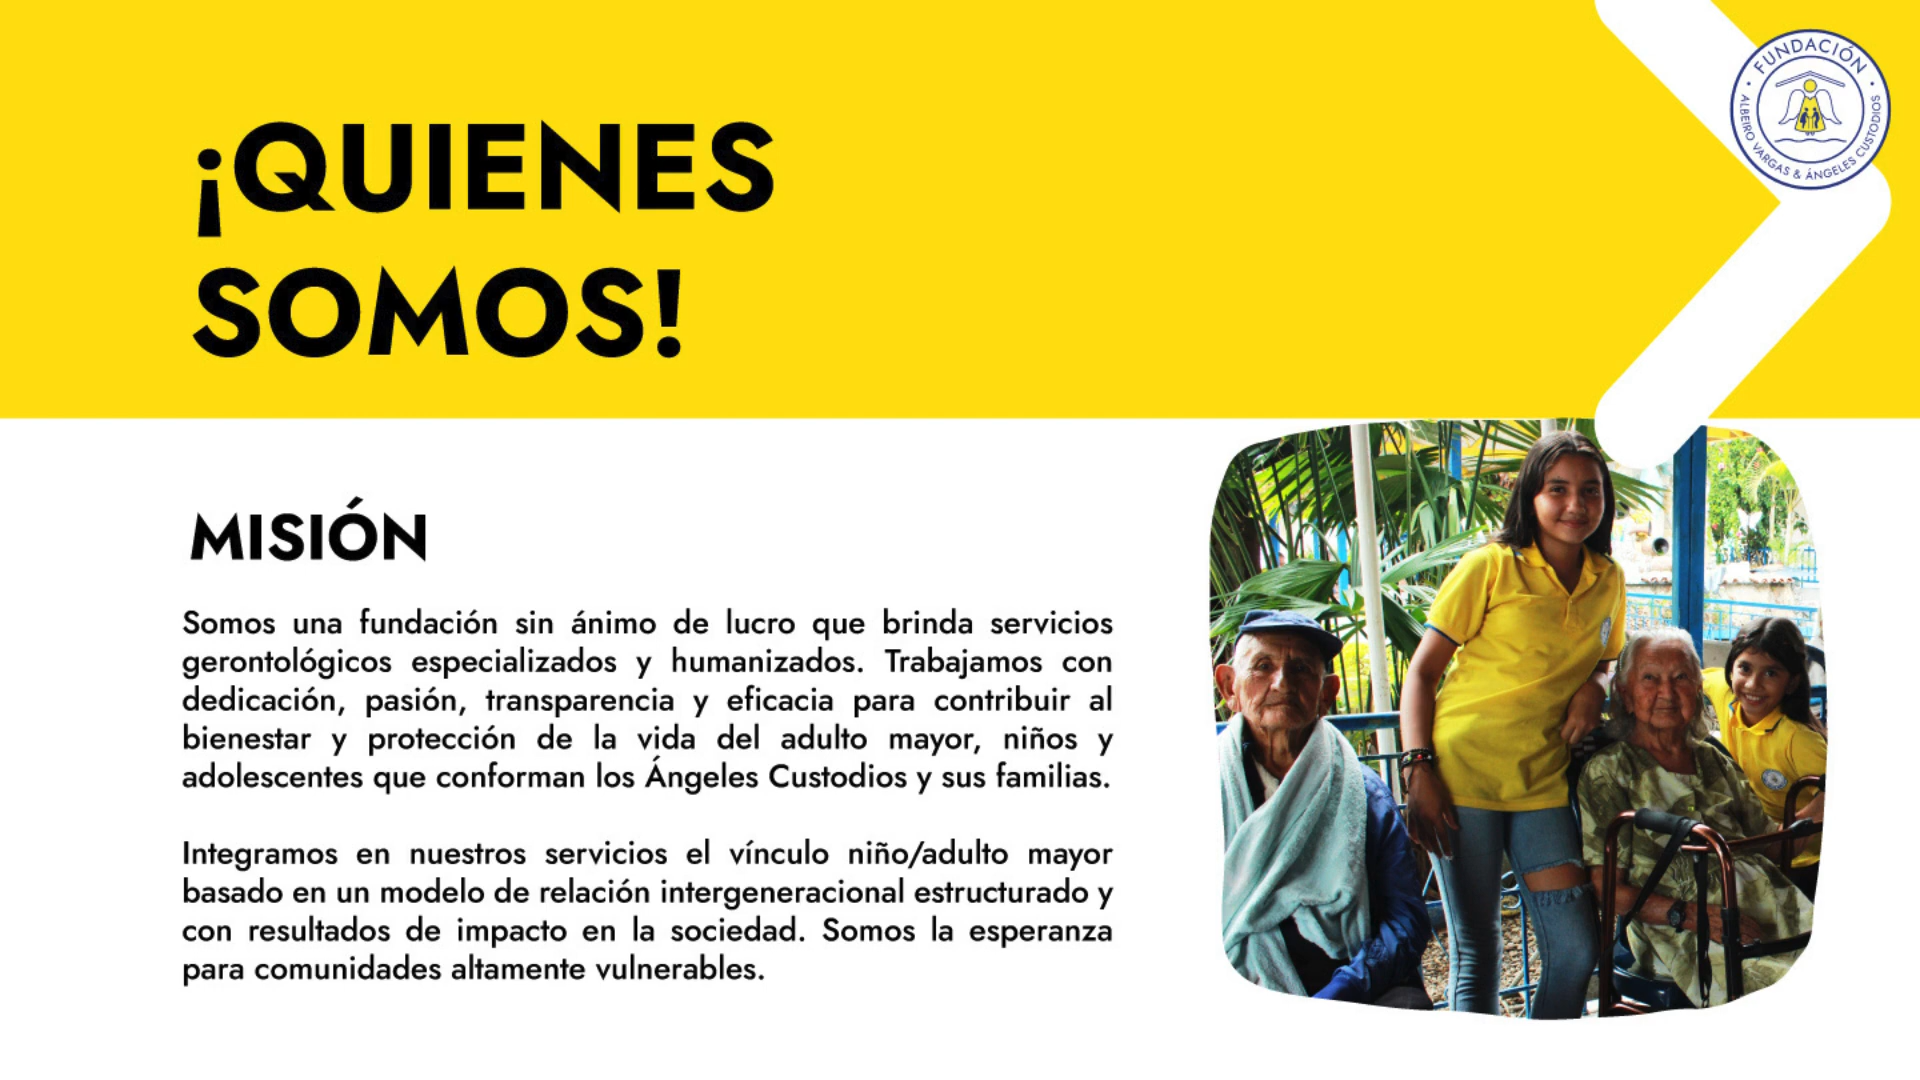 ¡QUIENES
SOMOS!
FUNDACIÓN
ALBEIRO VARGAS & ÁNGELES CUSTODIOS
MISIÓN
Somos una fundación sin ánimo de lucro que brinda servicios
gerontológicos especializados y humanizados. Trabajamos con
dedicación, pasión, transparencia y eficacia para contribuir al
bienestar y protección de la vida del adulto mayor, niños y
adolescentes que conforman los Ángeles Custodios y sus familias.
Integramos en nuestros servicios el vínculo niño/adulto mayor
basado en un modelo de relación intergeneracional estructurado y
con resultados de impacto en la sociedad. Somos la esperanza
para comunidades altamente vulnerables.